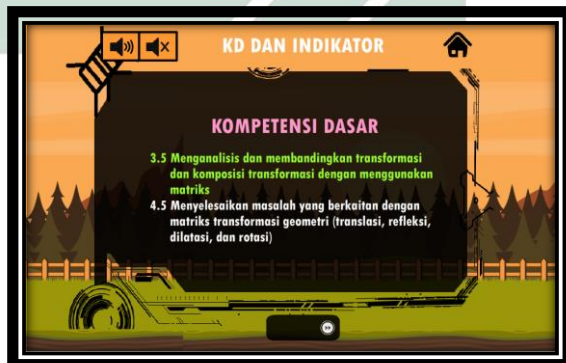 KD DAN INDIKATOR
KOMPETENSI DASAR
3.5 Menganalisis dan membandingkan transformasi
dan komposisi transformasi dengan menggunakan
matriks
4.5 Menyelesaikan masalah yang berkaitan dengan
matriks transformasi geometri (translasi, refleksi,
dilatasi, dan rotasi)